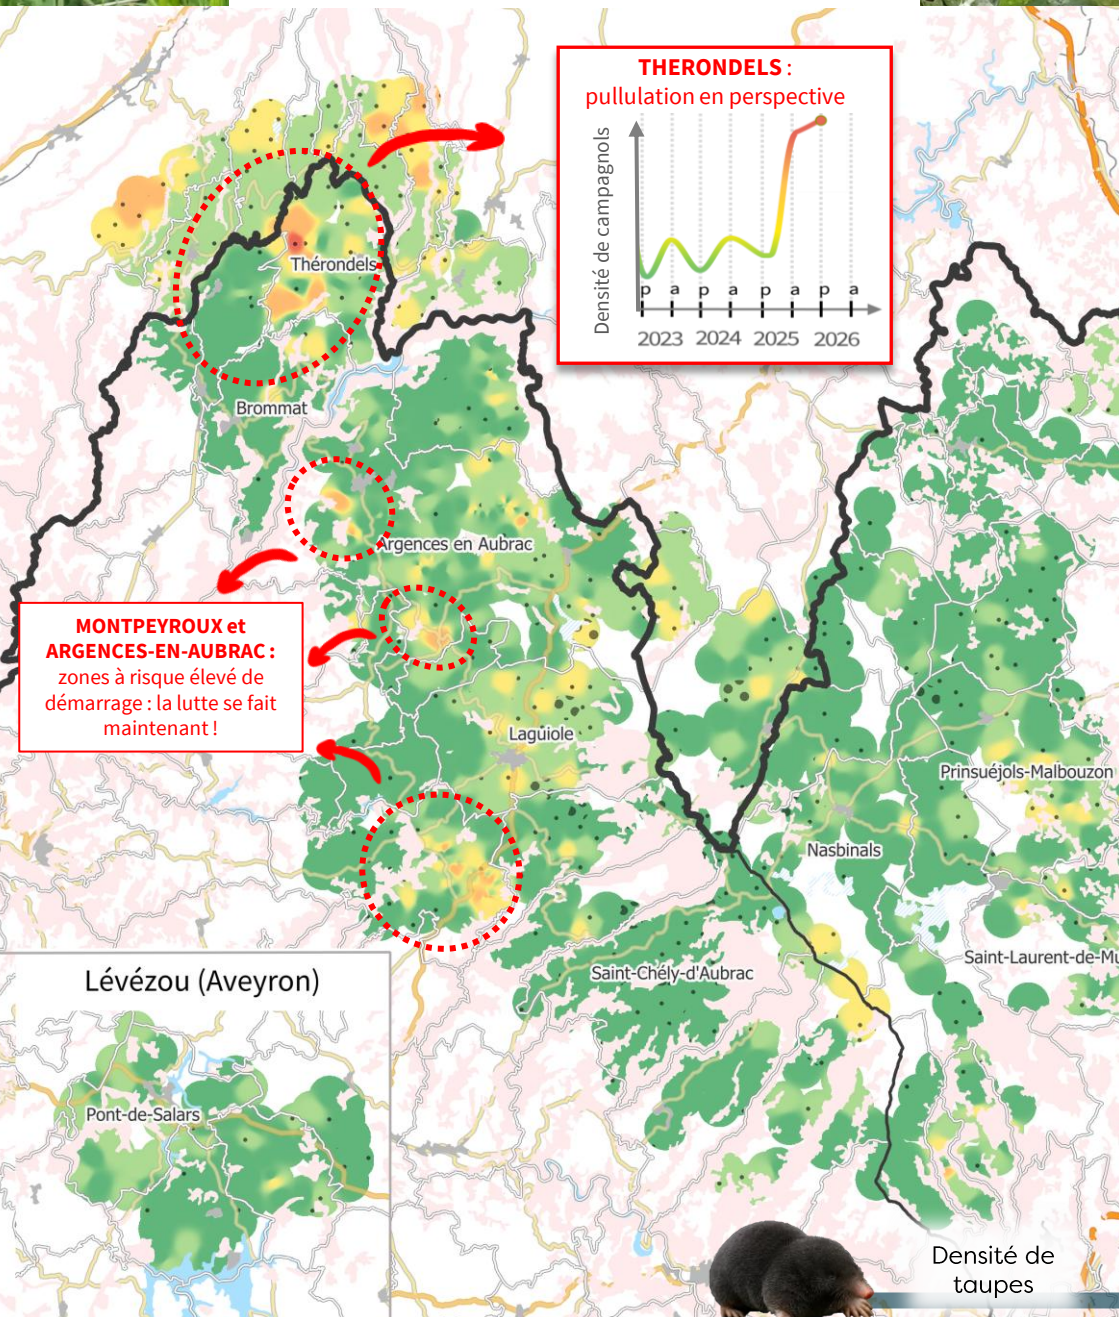 THERONDELS :
pullulation en perspective
Densité de campagnols
p a p a p a p a
2023 2024 2025 2026
Thérondels
Brommat
Argences en Aubrac
MONTPEYROUX et
ARGENCES-EN-AUBRAC :
zones à risque élevé de
démarrage : la lutte se fait
maintenant !
Laguiole
Prinsuéjols-Malbouzon
Nasbinals
Saint-Laurent-de-Mu
Saint-Chély-d'Aubrac
Lévézou (Aveyron)
Pont-de-Salars
Densité de
taupes